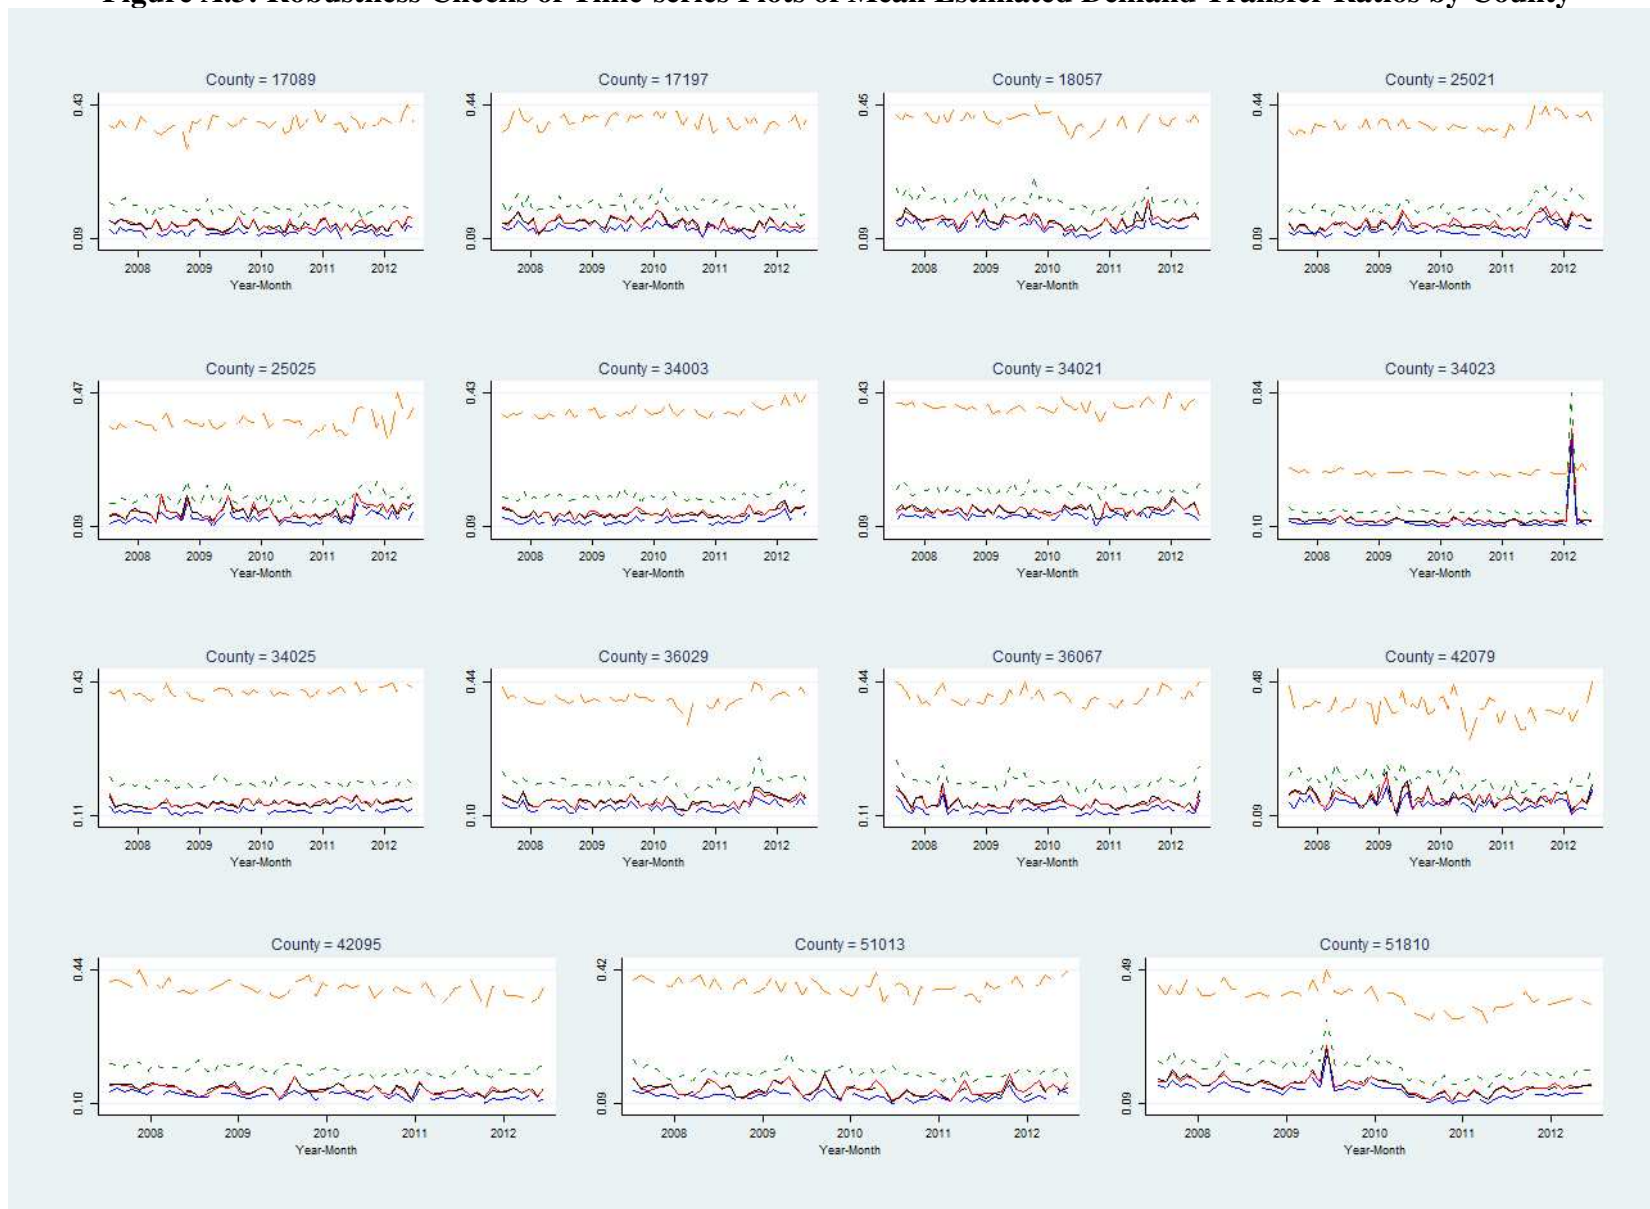 Figure A.3: Robustness Checks of Time-series Plots of Mean Estimated Demand Transfer Ratios by County
County = 17089
0.43
0.09
2008 2009 2010 2011 2012
Year-Month
County = 17197
0.44
0.09
2008 2009 2010 2011 2012
Year-Month
County = 18057
0.45
0.09
2008 2009 2010 2011 2012
Year-Month
County = 25021
0.44
0.09
2008 2009 2010 2011 2012
Year-Month
County = 25025
0.47
0.09
2008 2009 2010 2011 2012
Year-Month
County = 34003
0.43
0.09
2008 2009 2010 2011 2012
Year-Month
County = 34021
0.43
0.09
2008 2009 2010 2011 2012
Year-Month
County = 34023
0.84
0.10
2008 2009 2010 2011 2012
Year-Month
County = 34025
0.43
0.11
2008 2009 2010 2011 2012
Year-Month
County = 36029
0.44
0.10
2008 2009 2010 2011 2012
Year-Month
County = 36067
0.44
0.11
2008 2009 2010 2011 2012
Year-Month
County = 42079
0.48
0.09
2008 2009 2010 2011 2012
Year-Month
County = 42095
0.44
0.10
2008 2009 2010 2011 2012
Year-Month
County = 51013
0.42
0.09
2008 2009 2010 2011 2012
Year-Month
County = 51810
0.49
0.09
2008 2009 2010 2011 2012
Year-Month